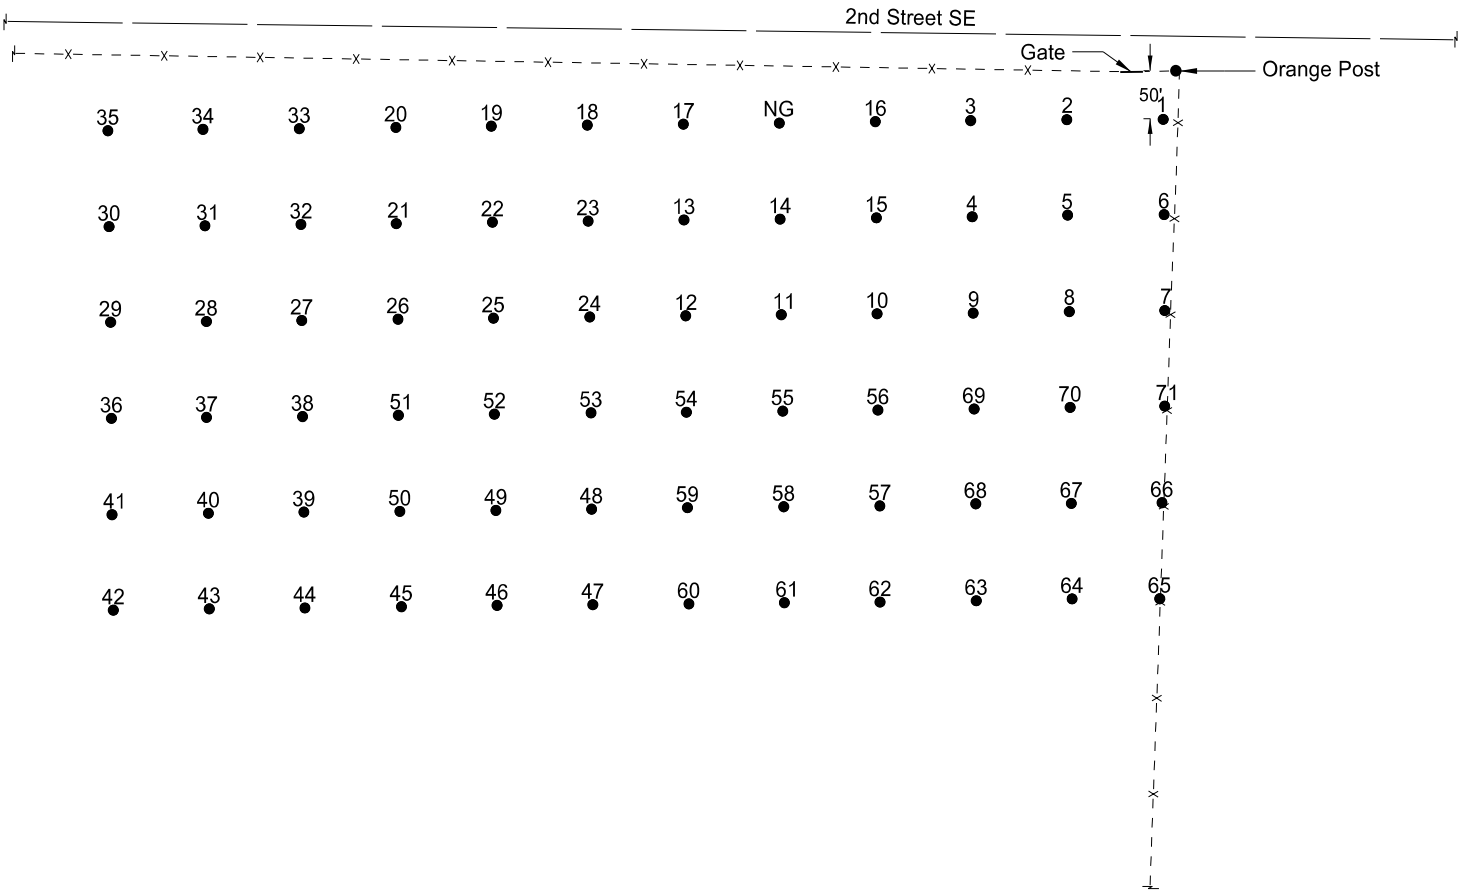 2nd Street SE
Gate
Orange Post
50'
35 34 33 20 19 18 17 NG 16 3 2 1
30 31 32 21 22 23 13 14 15 4 5 6
29 28 27 26 25 24 12 11 10 9 8 7
36 37 38 51 52 53 54 55 56 69 70 71
41 40 39 50 49 48 59 58 57 68 67 66
42 43 44 45 46 47 60 61 62 63 64 65